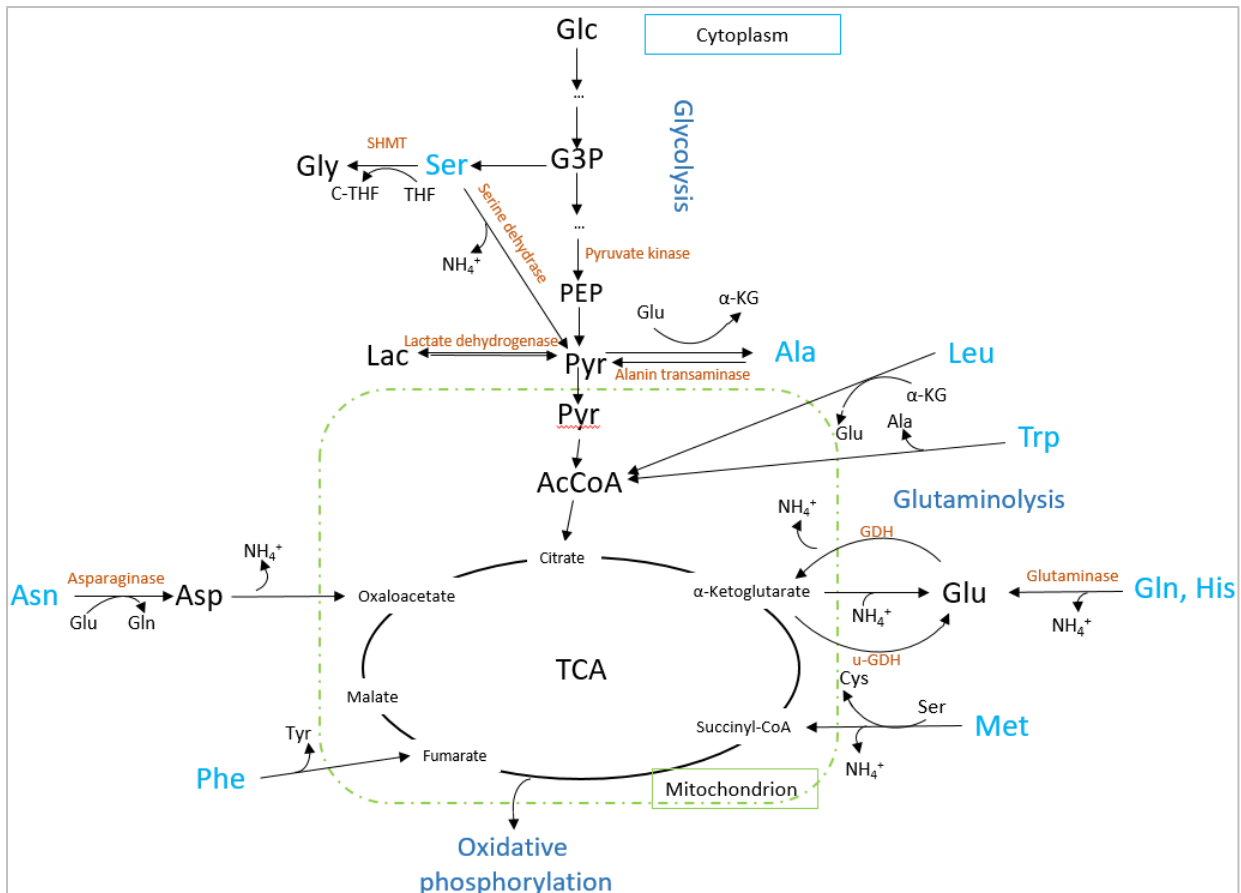 Glc
Cytoplasm
...
Glycolysis
SHMT
Gly
Ser
G3P
C-THF
THF
Serine dehydrase
...
NH₄⁺
Pyruvate kinase
PEP
Glu
α-KG
Lac
Lactate dehydrogenase
Pyr
Ala
Leu
Alanin transaminase
α-KG
Pyr
Glu
Ala
Trp
AcCoA
Glutaminolysis
NH₄⁺
GDH
NH₄⁺
Citrate
Asparaginase
Glutaminase
Asn
Asp
Oxaloacetate
α-Ketoglutarate
Glu
Gln, His
Glu
Gln
NH₄⁺
NH₄⁺
TCA
u-GDH
Cys
Malate
Ser
Succinyl-CoA
Met
Tyr
Fumarate
NH₄⁺
Phe
Mitochondrion
Oxidative
phosphorylation